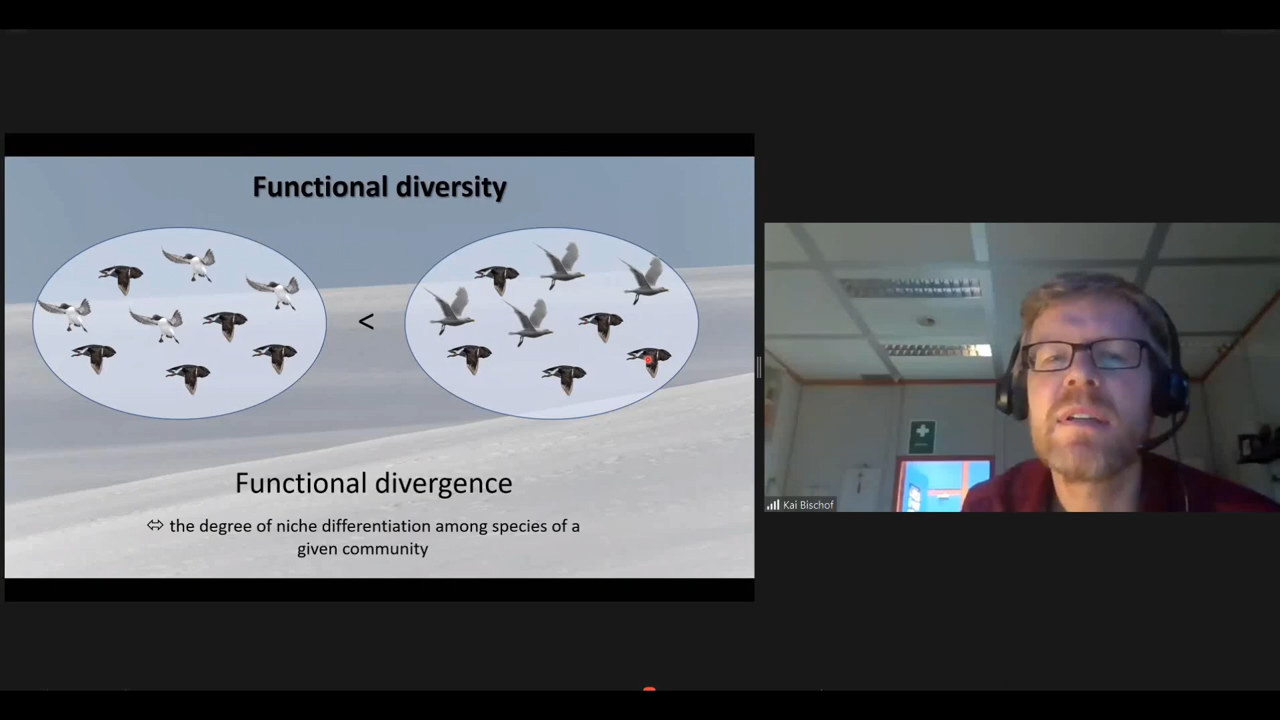 Functional diversity
<
Functional divergence
⇔ the degree of niche differentiation among species of a
given community
Kai Bischof